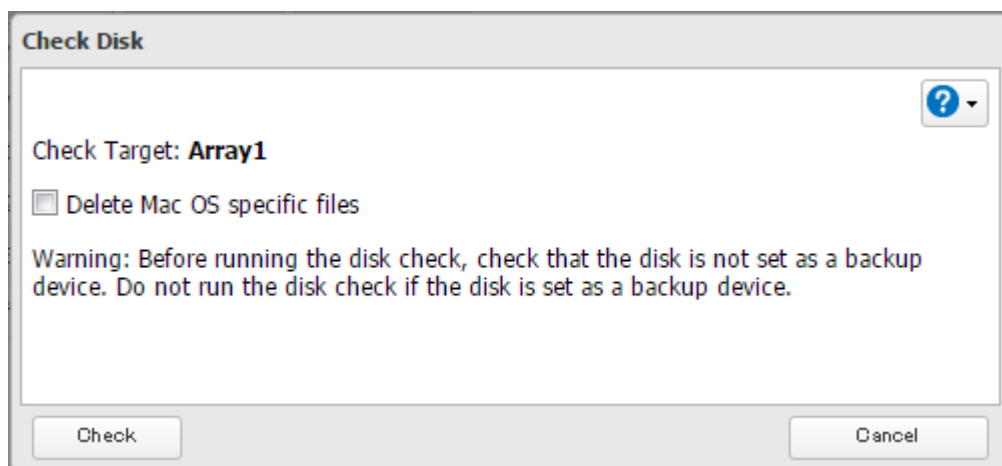 Check Disk
?
Check Target: Array1
Delete Mac OS specific files
Warning: Before running the disk check, check that the disk is not set as a backup
device. Do not run the disk check if the disk is set as a backup device.
Check
Cancel